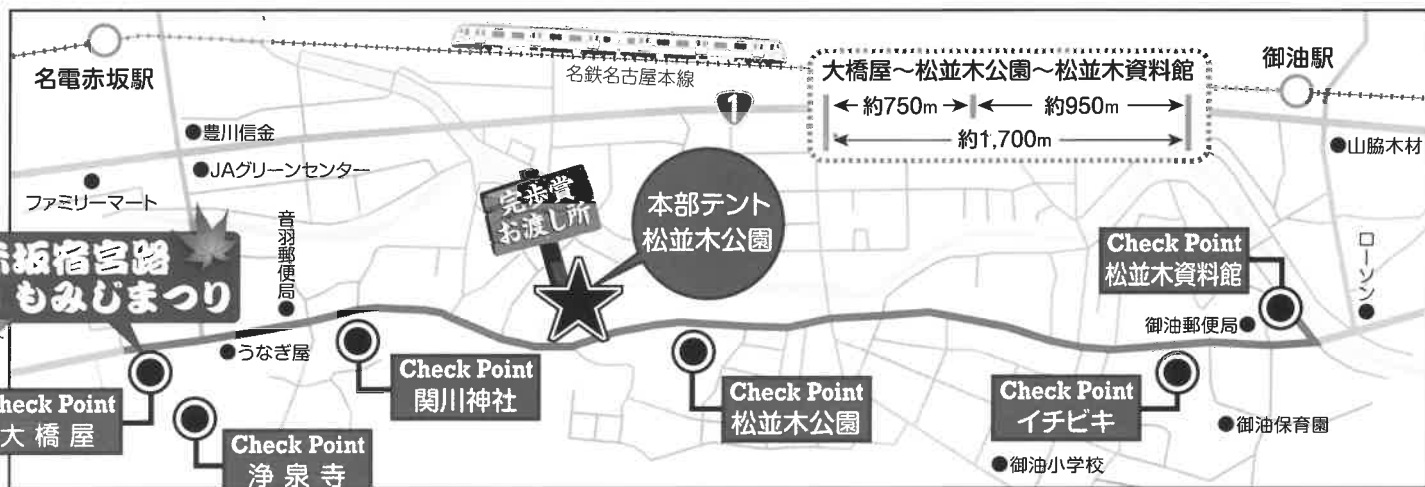 名電赤坂駅
名鉄名古屋本線
1
大橋屋～松並木公園～松並木資料館
約750m
約950m
約1,700m
御油駅
山脇木材
豊川信金
JAグリーンセンター
ファミリーマート
坂宿宮路
もみじまつり
音羽郵便局
完歩賞
お渡し所
本部テント
松並木公園
Check Point
松並木資料館
ローソン
御油郵便局
うなぎ屋
Check Point
関川神社
Check Point
大橋屋
Check Point
浄泉寺
Check Point
松並木公園
Check Point
イチビキ
御油保育園
御油小学校